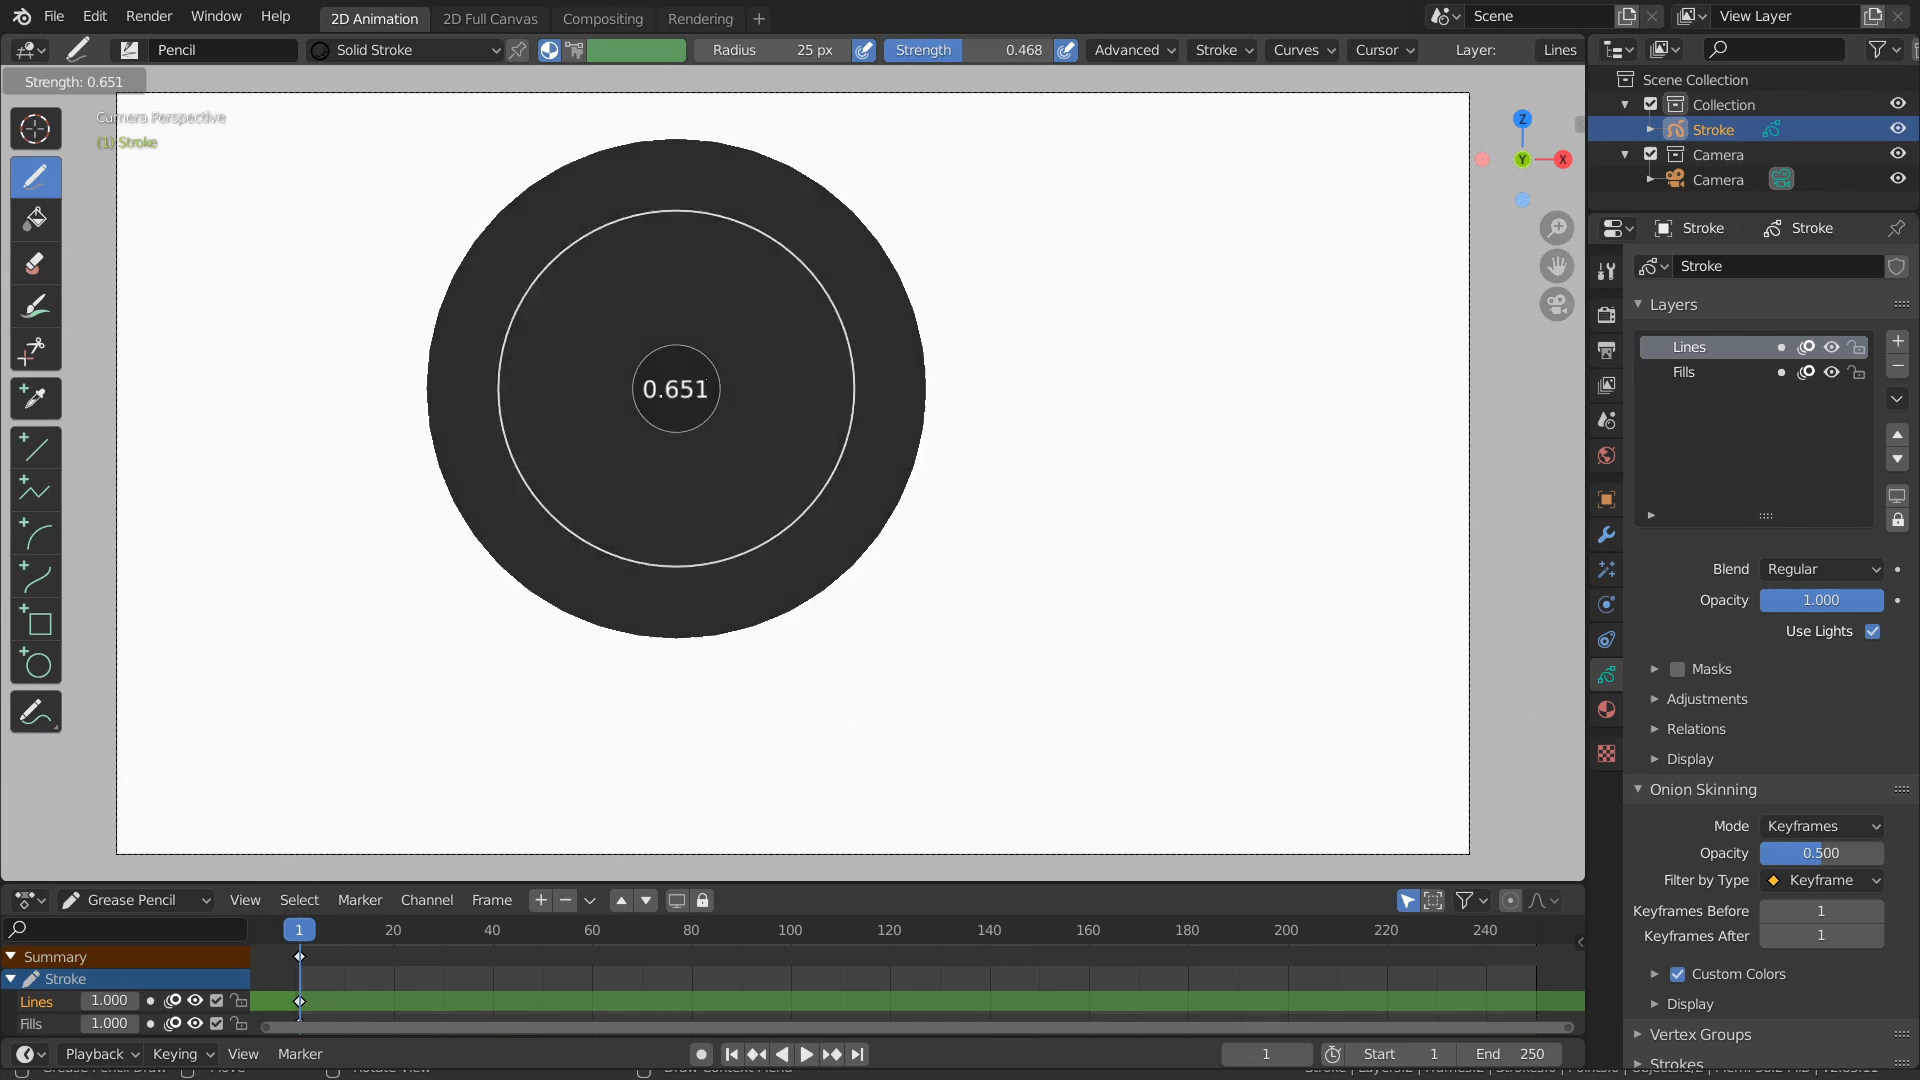 File Edit Render Window Help 2D Animation 2D Full Canvas Compositing Rendering + Scene View Layer
Pencil Solid Stroke Radius 25 px Strength 0.468 Advanced Stroke Curves Cursor Layer: Lines
Strength: 0.651
Camera Perspective
(1) Stroke
Z
Y
X
0.651
Scene Collection
Collection
Stroke
Camera
Camera
Stroke Stroke
Stroke
Layers
Lines
Fills
Blend Regular
Opacity 1.000
Use Lights
Masks
Adjustments
Relations
Display
Onion Skinning
Mode Keyframes
Opacity 0.500
Filter by Type Keyframe
Keyframes Before 1
Keyframes After 1
Custom Colors
Display
Vertex Groups
Strokes
Grease Pencil View Select Marker Channel Frame
1 20 40 60 80 100 120 140 160 180 200 220 240
Summary
Stroke
Lines 1.000
Fills 1.000
Playback Keying View Marker 1 Start 1 End 250